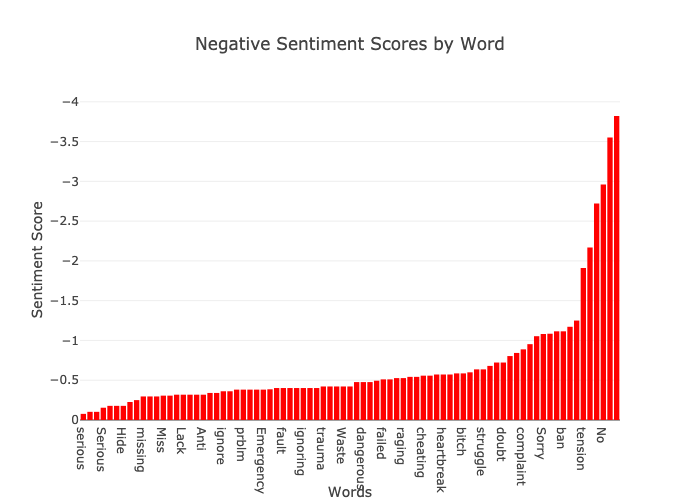 Negative Sentiment Scores by Word
−4
−3.5
−3
−2.5
−2
−1.5
−1
−0.5
0
Sentiment Score
serious
Serious
Hide
missing
Miss
Lack
Anti
ignore
prblm
Emergency
fault
ignoring
trauma
Waste
dangerous
failed
raging
cheating
heartbreak
bitch
struggle
doubt
complaint
Sorry
ban
tension
No
Words